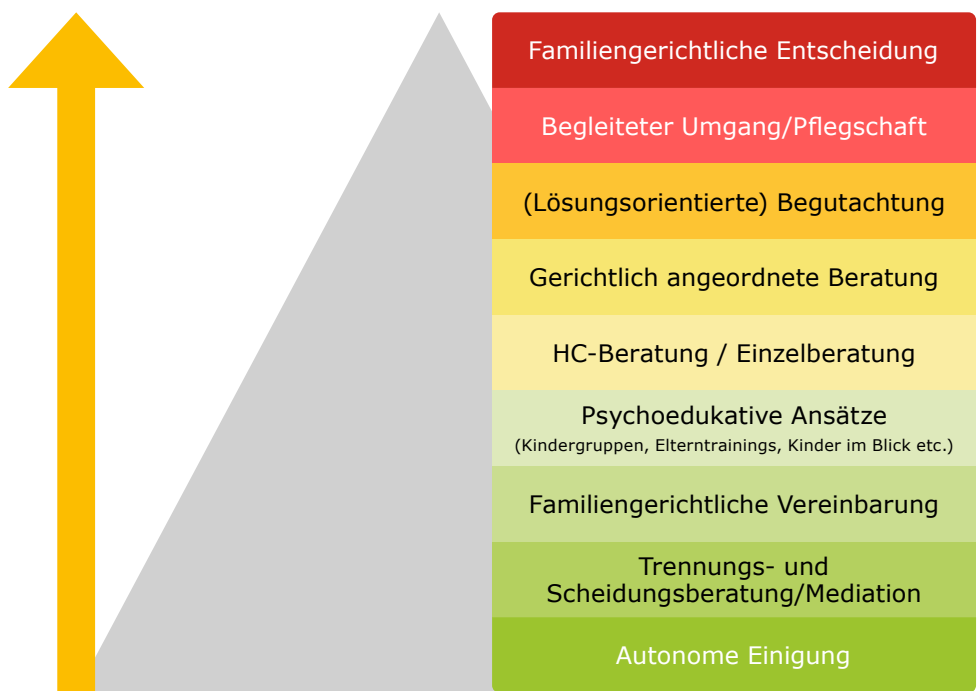 Familiengerichtliche Entscheidung
Begleiteter Umgang/Pflegschaft
(Lösungsorientierte) Begutachtung
Gerichtlich angeordnete Beratung
HC-Beratung / Einzelberatung
Psychoedukative Ansätze
(Kindergruppen, Elterntrainings, Kinder im Blick etc.)
Familiengerichtliche Vereinbarung
Trennungs- und
Scheidungsberatung/Mediation
Autonome Einigung